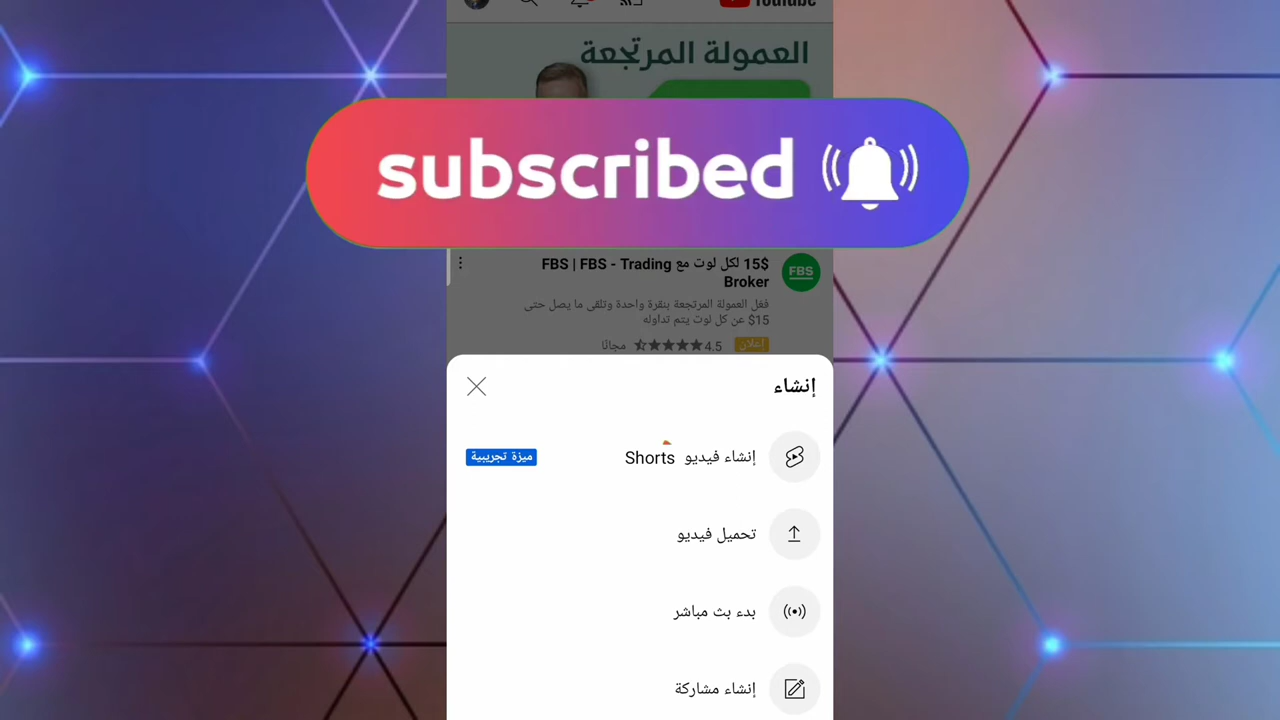 YouTube
العمولة المرتجعة
subscribed
15$ لكل لوت مع FBS | FBS - Trading
Broker
FBS
فعّل العمولة المرتجعة بنقرة واحدة وتلقى ما يصل حتى
$15 عن كل لوت يتم تداوله
إعلان 4.5 مجانًا
إنشاء
إنشاء فيديو Shorts
ميزة تجريبية
تحميل فيديو
بدء بث مباشر
إنشاء مشاركة